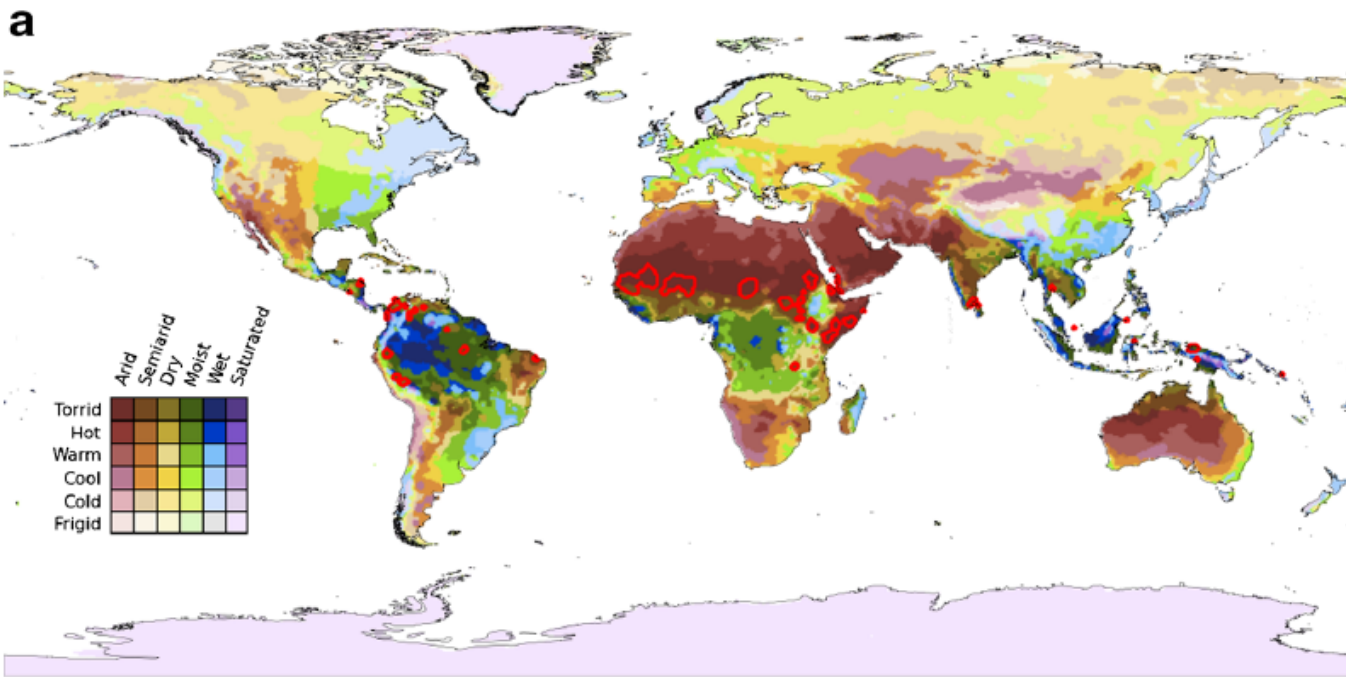 a
Arid
Semiarid
Dry
Moist
Wet
Saturated
Torrid
Hot
Warm
Cool
Cold
Frigid